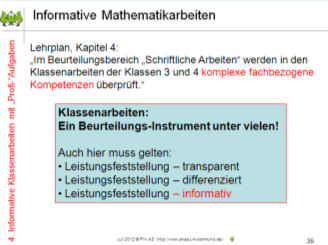 Informative Mathematikarbeiten
4. Informative Klassenarbeiten mit „Profi-"Aufgaben
Lehrplan, Kapitel 4:
„Im Beurteilungsbereich „Schriftliche Arbeiten" werden in den
Klassenarbeiten der Klassen 3 und 4 komplexe fachbezogene
Kompetenzen überprüft."
Klassenarbeiten:
Ein Beurteilungs-Instrument unter vielen!
Auch hier muss gelten:
• Leistungsfeststellung – transparent
• Leistungsfeststellung – differenziert
• Leistungsfeststellung – informativ
Juli 2012 © PIK AS (http://www.pikas.uni-dortmund.de)
35